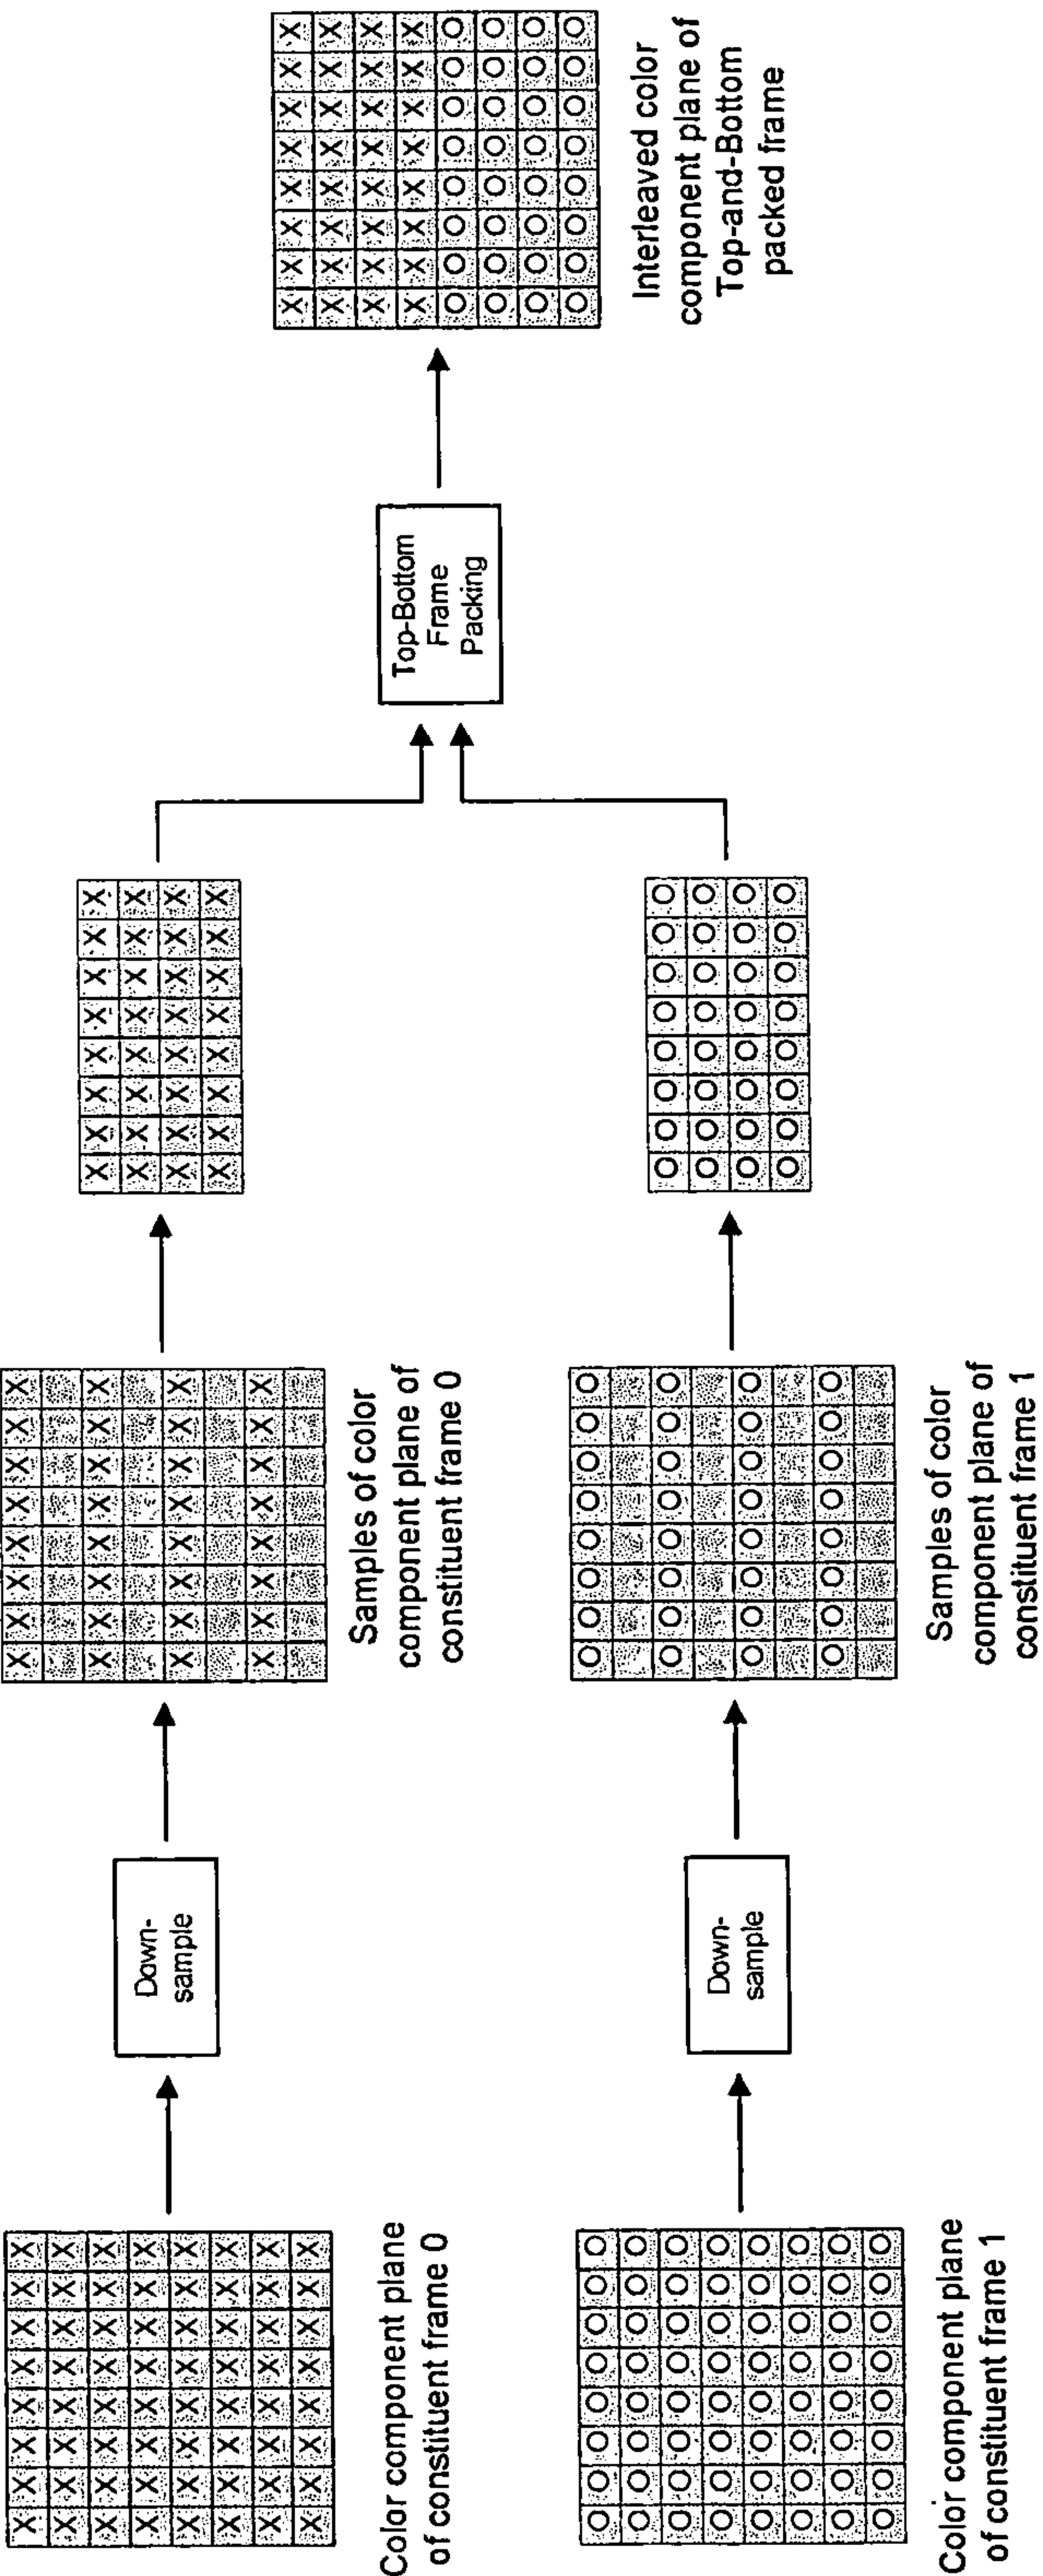 Color component plane
of constituent frame 0
Down-
sample
Samples of color
component plane of
constituent frame 0
Color component plane
of constituent frame 1
Down-
sample
Samples of color
component plane of
constituent frame 1
Top-Bottom
Frame
Packing
Interleaved color
component plane of
Top-and-Bottom
packed frame